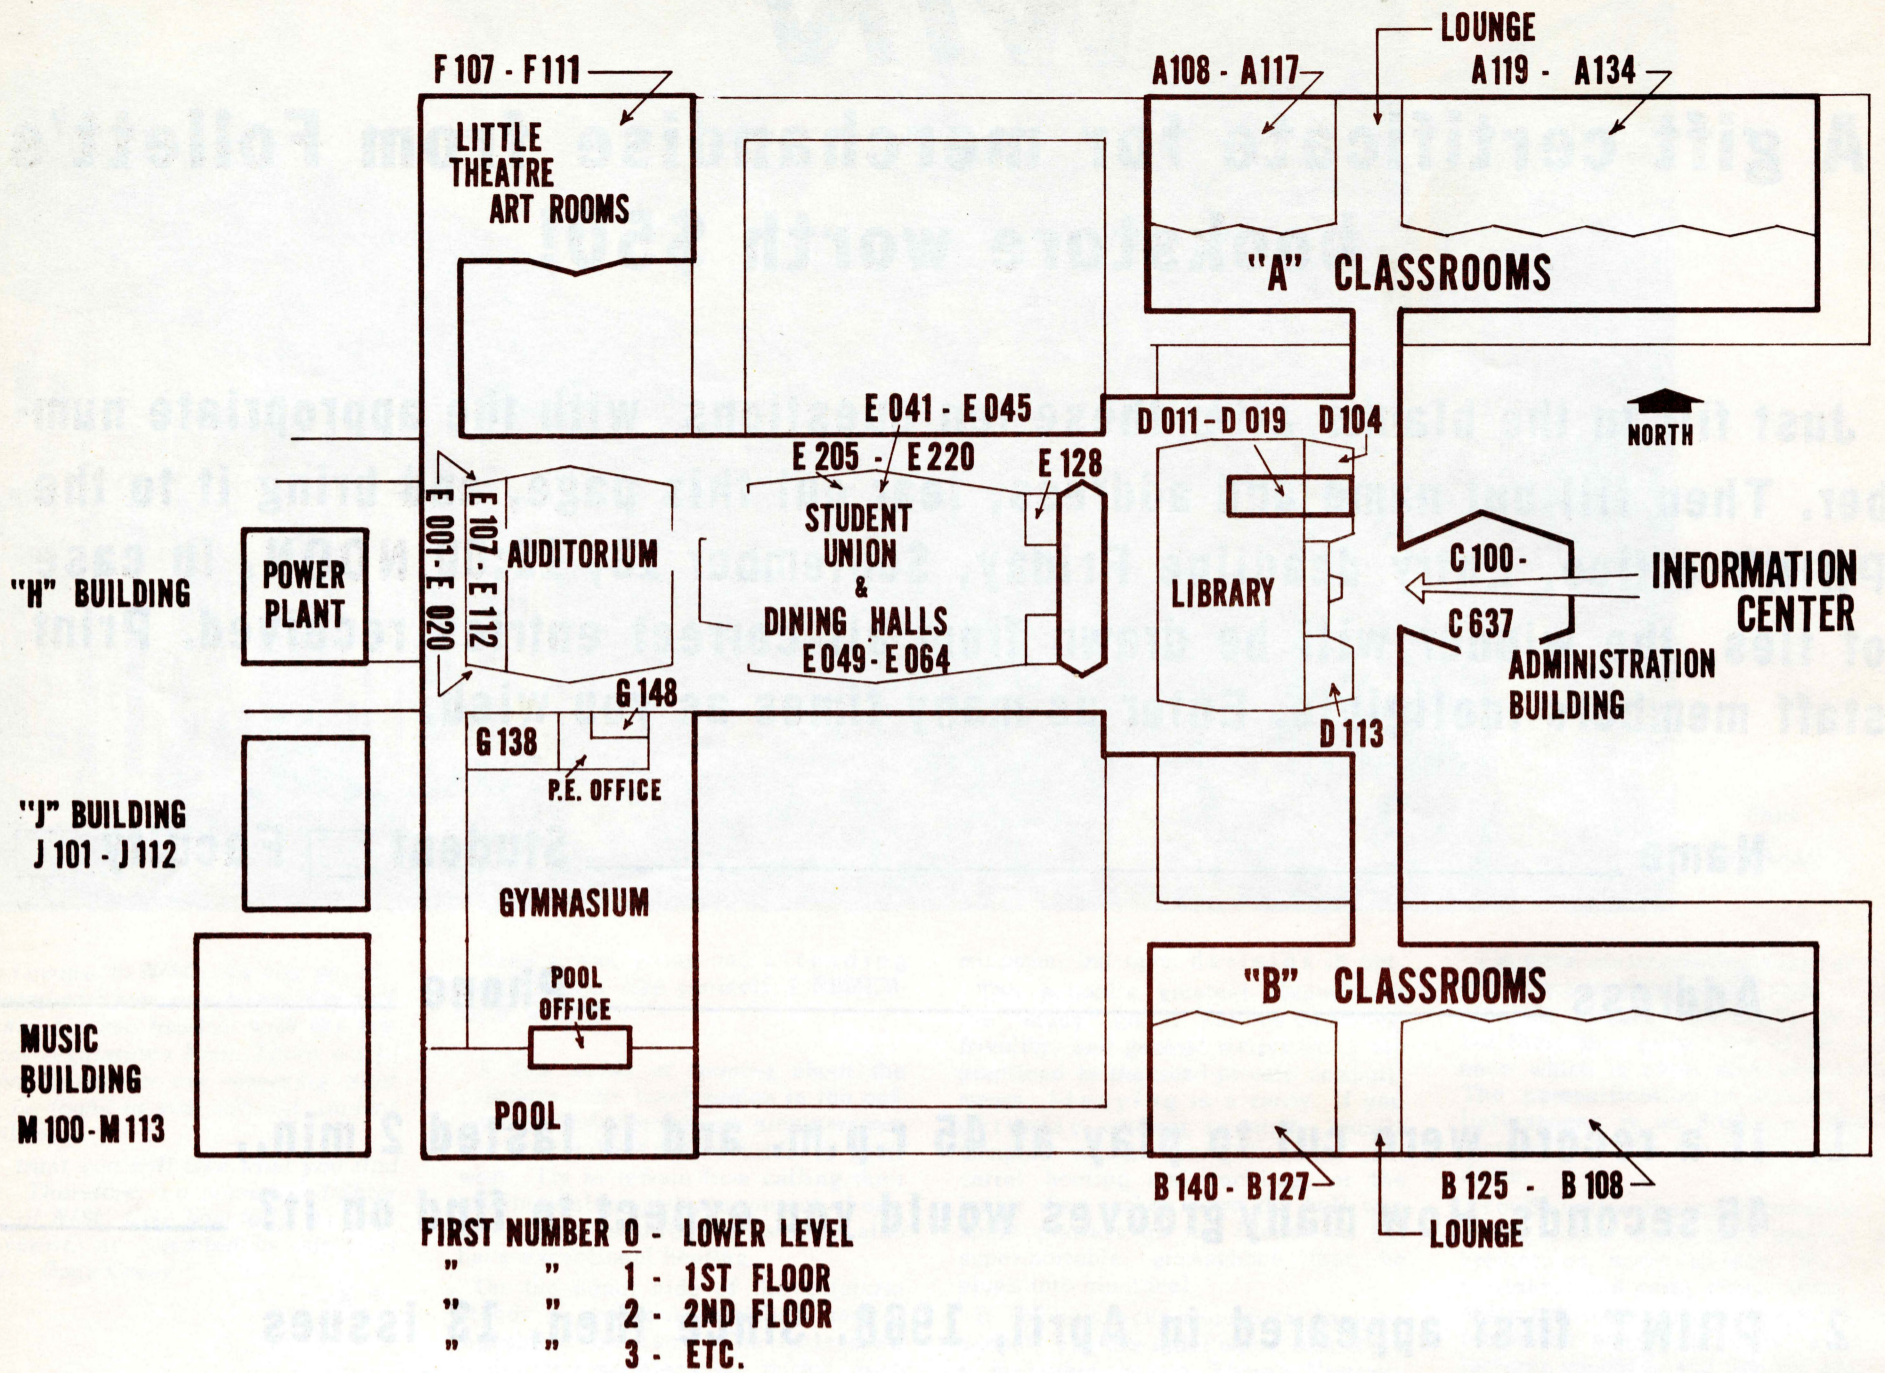 LOUNGE
F 107 - F 111
A108 - A117
A119 - A134
LITTLE
THEATRE
ART ROOMS
"A" CLASSROOMS
NORTH
E 041 - E 045
D 011 - D 019
D 104
E 205 - E 220
E 128
E 001 - E 020
E 107 - E 112
AUDITORIUM
STUDENT
UNION
&
DINING HALLS
E 049 - E 064
LIBRARY
C 100 -
C 637
INFORMATION
CENTER
ADMINISTRATION
BUILDING
"H" BUILDING
POWER
PLANT
G 148
G 138
P.E. OFFICE
D 113
"J" BUILDING
J 101 - J 112
GYMNASIUM
POOL
OFFICE
"B" CLASSROOMS
MUSIC
BUILDING
M 100 - M 113
POOL
B 140 - B 127
B 125 - B 108
LOUNGE
FIRST NUMBER 0 - LOWER LEVEL
" " 1 - 1ST FLOOR
" " 2 - 2ND FLOOR
" " 3 - ETC.